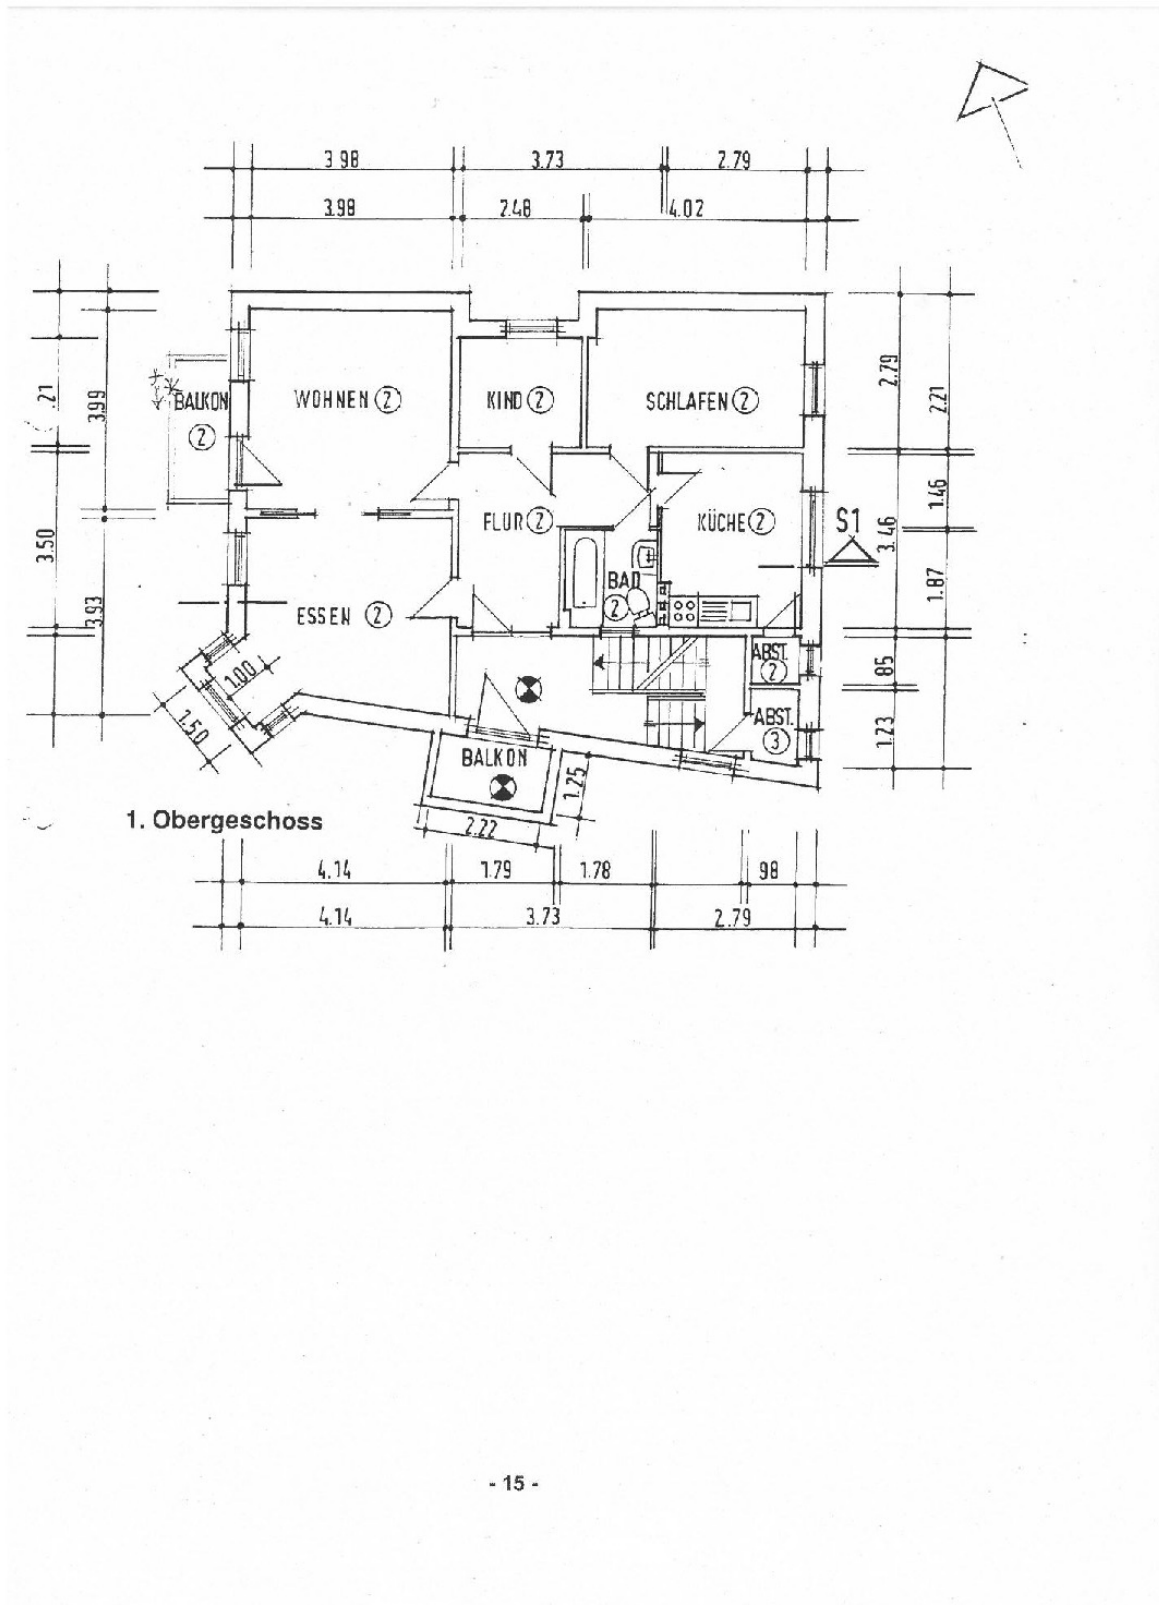 3.98 3.73 2.79
3.98 2.48 4.02
.21
3.99
3.50
3.93
2.79
2.21
1.46
3.46
1.87
85
1.23
BALKON
2
WOHNEN 2
KIND 2
SCHLAFEN 2
FLUR 2
KÜCHE 2
S1
BAD
2
ESSEN 2
1.00
1.50
ABST.
2
ABST.
3
BALKON
1.25
2.22
1. Obergeschoss
4.14 1.79 1.78 98
4.14 3.73 2.79
- 15 -